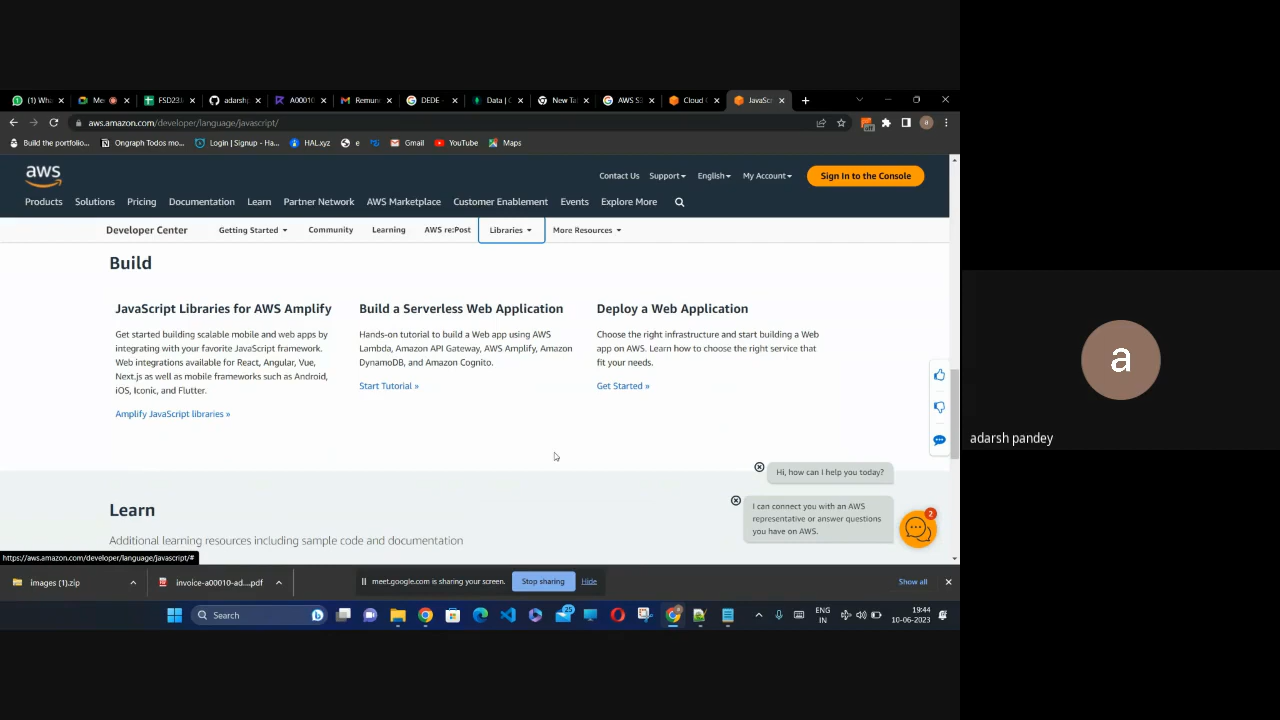 (1) Wha
Me
FSD23J
adarshp
A00010
Remun
DEDE -
Data | C
New Ta
AWS S3
Cloud C
JavaScr
aws.amazon.com/developer/language/javascript/
Build the portfolio...
Ongraph Todos mo...
Login | Signup - Ha...
HAL.xyz
e
Gmail
YouTube
Maps
aws
Contact Us
Support
English
My Account
Sign In to the Console
Products
Solutions
Pricing
Documentation
Learn
Partner Network
AWS Marketplace
Customer Enablement
Events
Explore More
Developer Center
Getting Started
Community
Learning
AWS re:Post
Libraries
More Resources
Build
JavaScript Libraries for AWS Amplify
Get started building scalable mobile and web apps by
integrating with your favorite JavaScript framework.
Web integrations available for React, Angular, Vue,
Next.js as well as mobile frameworks such as Android,
iOS, Iconic, and Flutter.
Amplify JavaScript libraries »
Build a Serverless Web Application
Hands-on tutorial to build a Web app using AWS
Lambda, Amazon API Gateway, AWS Amplify, Amazon
DynamoDB, and Amazon Cognito.
Start Tutorial »
Deploy a Web Application
Choose the right infrastructure and start building a Web
app on AWS. Learn how to choose the right service that
fit your needs.
Get Started »
Hi, how can I help you today?
I can connect you with an AWS
representative or answer questions
you have on AWS.
2
Learn
Additional learning resources including sample code and documentation
https://aws.amazon.com/developer/language/javascript/#
images (1).zip
invoice-a00010-ad....pdf
meet.google.com is sharing your screen.
Stop sharing
Hide
Show all
Search
25
ENG
IN
19:44
10-06-2023
a
adarsh pandey